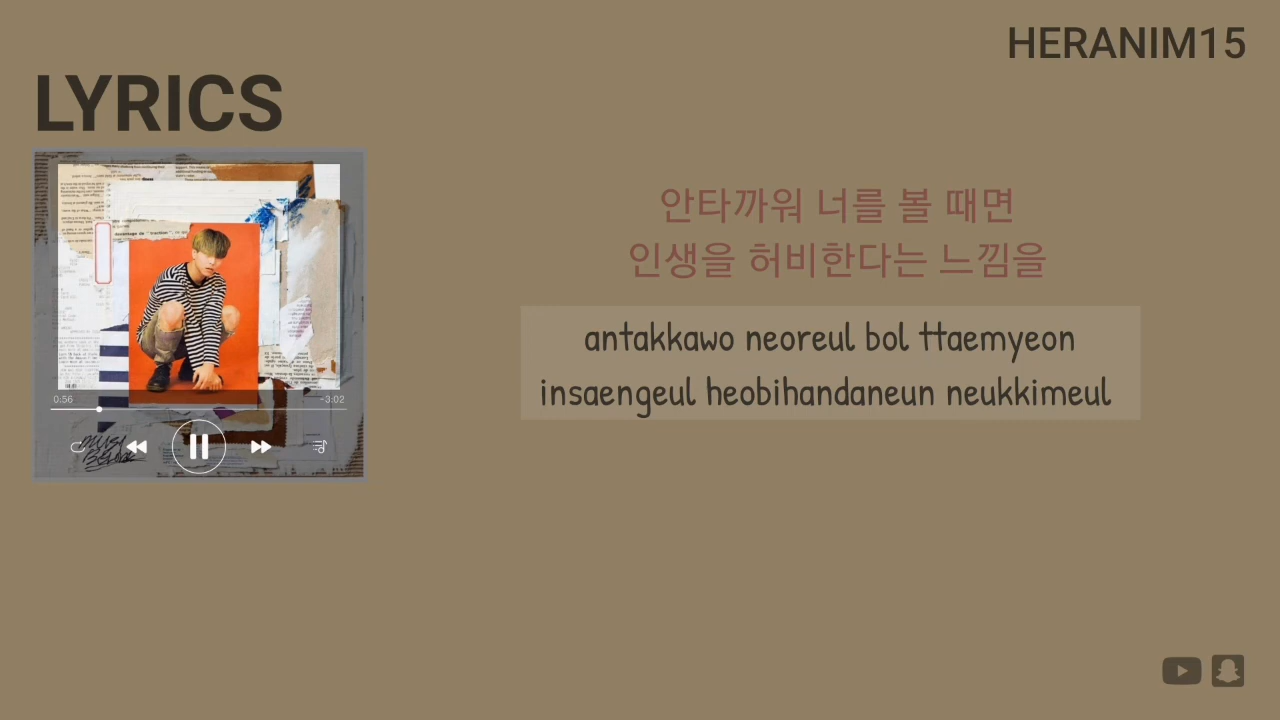 HERANIM15
LYRICS
안타까워 너를 볼 때면
인생을 허비한다는 느낌을
antakkawo neoreul bol ttaemyeon
insaengeul heobihandaneun neukkimeul
0:56
-3:02